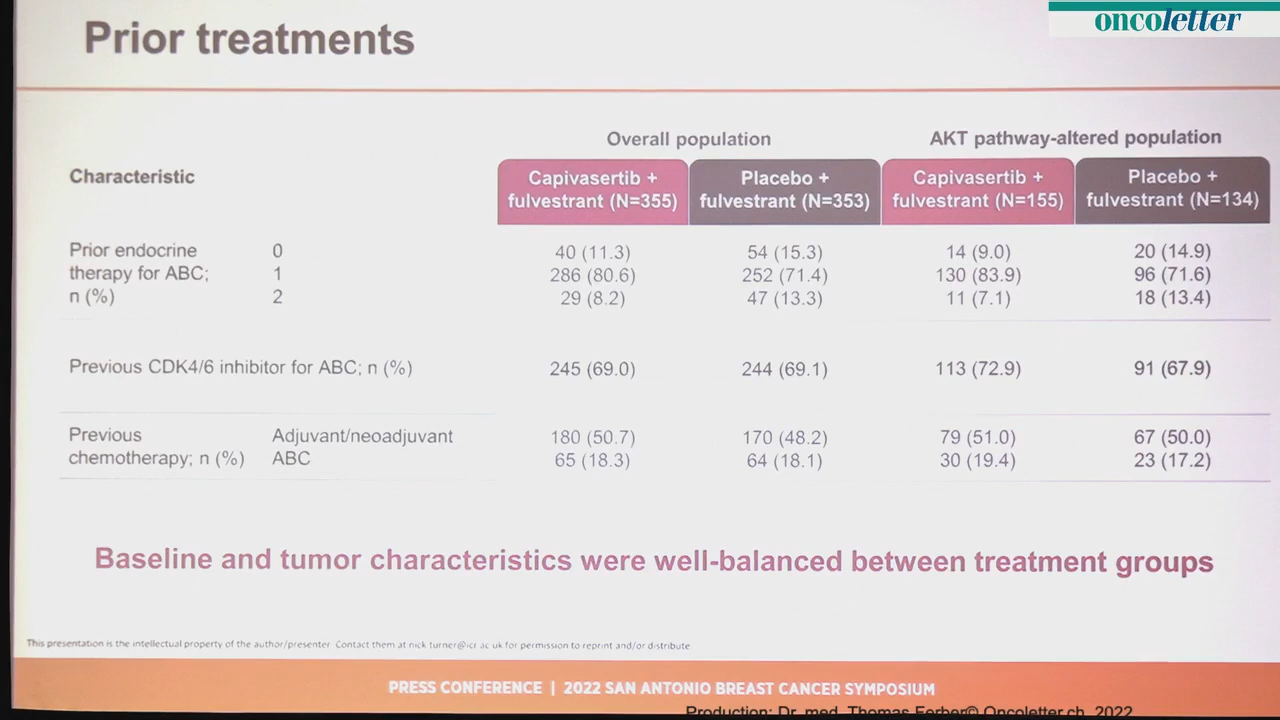 oncoletter
Prior treatments
Overall population AKT pathway-altered population
Characteristic
Capivasertib + fulvestrant (N=355)
Placebo + fulvestrant (N=353)
Capivasertib + fulvestrant (N=155)
Placebo + fulvestrant (N=134)
Prior endocrine 0 40 (11.3) 54 (15.3) 14 (9.0) 20 (14.9)
therapy for ABC; 1 286 (80.6) 252 (71.4) 130 (83.9) 96 (71.6)
n (%) 2 29 (8.2) 47 (13.3) 11 (7.1) 18 (13.4)
Previous CDK4/6 inhibitor for ABC; n (%) 245 (69.0) 244 (69.1) 113 (72.9) 91 (67.9)
Previous Adjuvant/neoadjuvant 180 (50.7) 170 (48.2) 79 (51.0) 67 (50.0)
chemotherapy; n (%) ABC 65 (18.3) 64 (18.1) 30 (19.4) 23 (17.2)
Baseline and tumor characteristics were well-balanced between treatment groups
This presentation is the intellectual property of the author/presenter. Contact them at nick.turner@icr.ac.uk for permission to reprint and/or distribute
PRESS CONFERENCE | 2022 SAN ANTONIO BREAST CANCER SYMPOSIUM
Production: Dr. med. Thomas Ferber© Oncoletter.ch, 2022